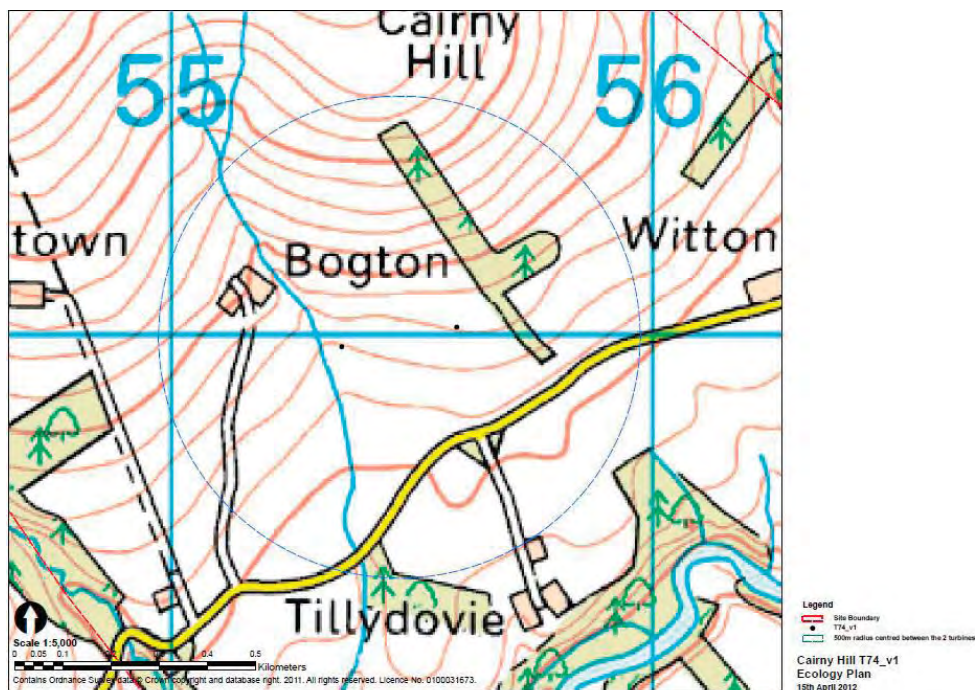 Cairny
Hill
55
56
town
Bogton
Witton
Tillydovie
Scale 1:5,000
0 0.05 0.1 0.2 0.3 0.4 0.5
Kilometers
Contains Ordnance Survey data © Crown copyright and database right. 2011. All rights reserved. Licence No. 0100031673.
Legend
Site Boundary
T74_v1
500m radius centred between the 2 turbines
Cairny Hill T74_v1
Ecology Plan
15th April 2012